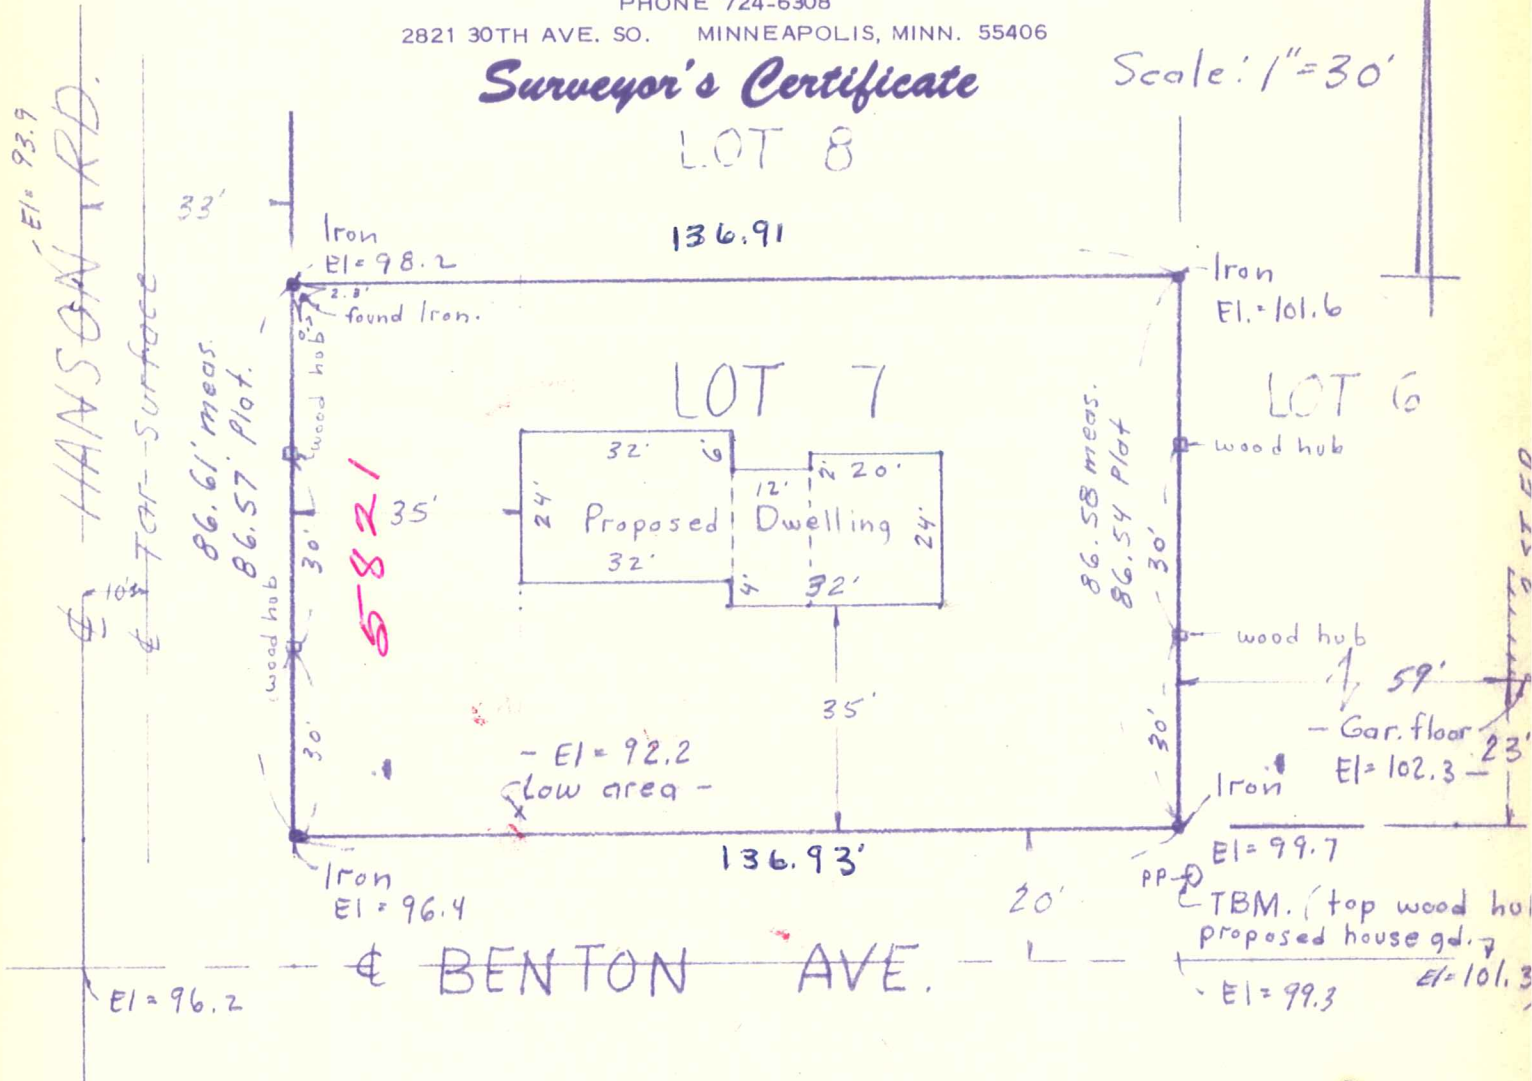 PHONE 724-6308
2821 30TH AVE. SO. MINNEAPOLIS, MINN. 55406
Surveyor's Certificate
Scale: 1"=30'
LOT 8
El= 93.9
HANSON RD.
33'
Iron
El= 98.2
136.91
Iron
El.=101.6
2.3'
found Iron.
wood hub
Tar-Surface
86.61' meas.
86.57' Plat.
LOT 7
LOT 6
86.58 meas.
86.54 Plat
wood hub
32'
6'
12'
2'
20'
5821
35'
24'
Proposed Dwelling
24'
30'
30'
32'
4'
32'
10'
℄
℄
wood hub
wood hub
59'
35'
30'
30'
- El= 92.2
low area -
- Gar. floor
El= 102.3 -
23'
Iron
136.93'
El= 99.7
Iron
El= 96.4
PP
20'
TBM. (top wood
proposed house gd.
℄ BENTON AVE.
El=101.3
El= 96.2
El= 99.3